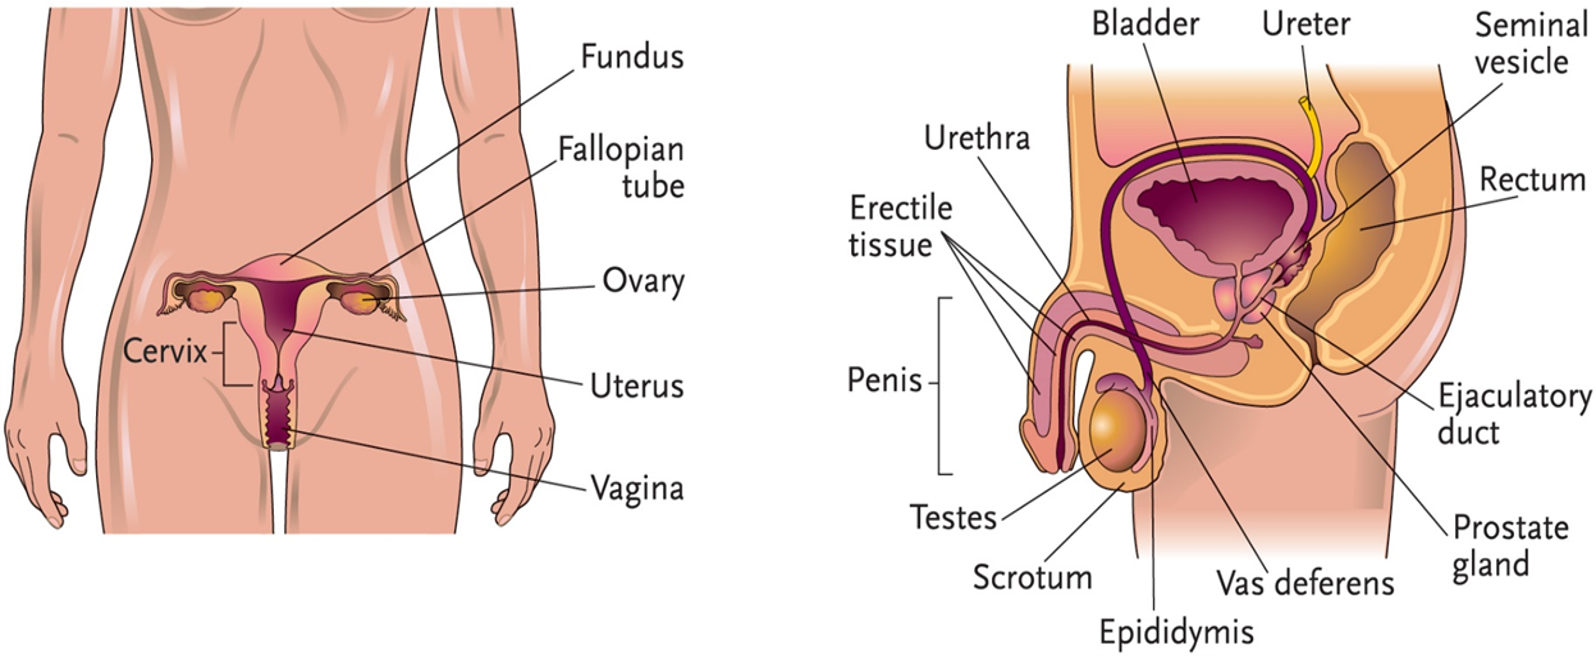 Fundus
Fallopian
tube
Ovary
Cervix
Uterus
Vagina
Bladder
Ureter
Seminal
vesicle
Urethra
Rectum
Erectile
tissue
Penis
Ejaculatory
duct
Testes
Prostate
gland
Scrotum
Vas deferens
Epididymis